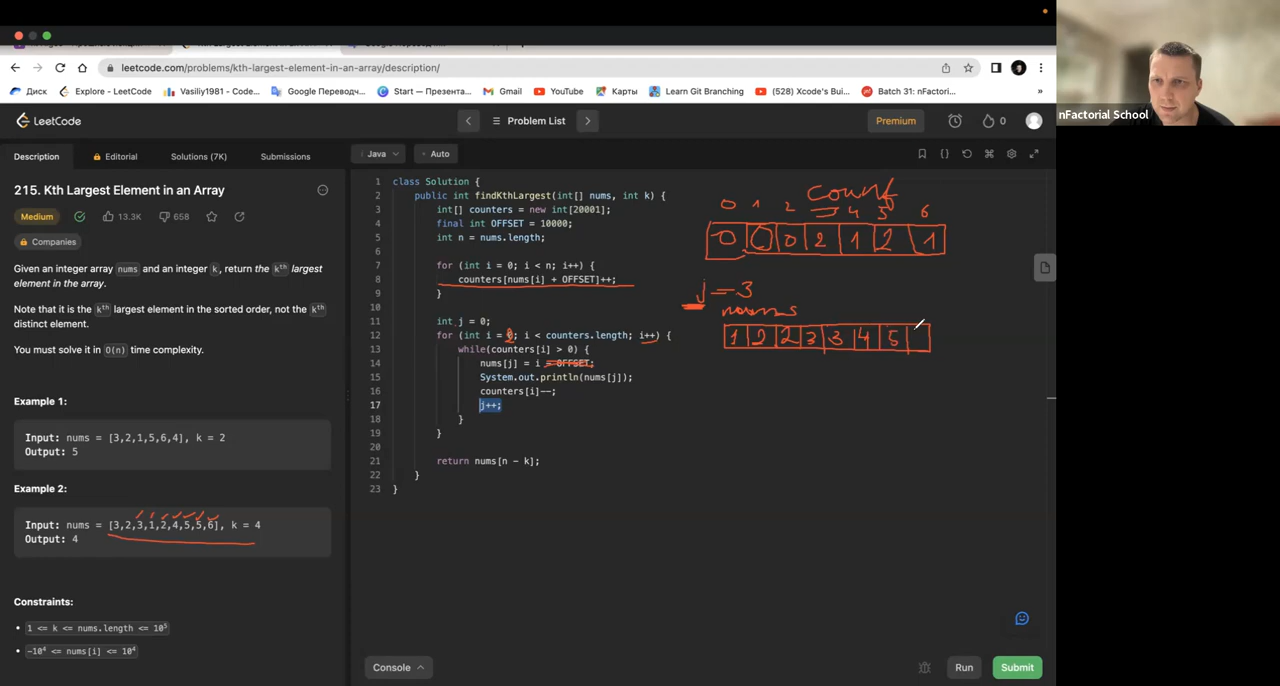 leetcode.com/problems/kth-largest-element-in-an-array/description/
Диск
Explore - LeetCode
Vasiliy1981 - Code...
Google Переводч...
Start — Презента...
Gmail
YouTube
Карты
Learn Git Branching
(528) Xcode's Bui...
Batch 31: nFactori...
»
nFactorial School
LeetCode
Problem List
Premium
0
Description
Editorial
Solutions (7K)
Submissions
Java
Auto
215. Kth Largest Element in an Array
Medium
13.3K
658
Companies
Given an integer array nums and an integer k, return the kth largest
element in the array.
Note that it is the kth largest element in the sorted order, not the kth
distinct element.
You must solve it in O(n) time complexity.
Example 1:
Input: nums = [3,2,1,5,6,4], k = 2
Output: 5
Example 2:
Input: nums = [3,2,3,1,2,4,5,5,6], k = 4
Output: 4
Constraints:
1 <= k <= nums.length <= 10⁵
-10⁴ <= nums[i] <= 10⁴
1 class Solution {
2 public int findKthLargest(int[] nums, int k) {
3 int[] counters = new int[20001];
4 final int OFFSET = 10000;
5 int n = nums.length;
6
7 for (int i = 0; i < n; i++) {
8 counters[nums[i] + OFFSET]++;
9 }
10
11 int j = 0;
12 for (int i = 0; i < counters.length; i++) {
13 while(counters[i] > 0) {
14 nums[j] = i - OFFSET;
15 System.out.println(nums[j]);
16 counters[i]--;
17 j++;
18 }
19 }
20
21 return nums[n - k];
22 }
23 }
count
0 1 2 4 5 6
0 0 0 2 1 2 1
j = 3
nums
1 2 2 3 3 4 5
Console
Run
Submit